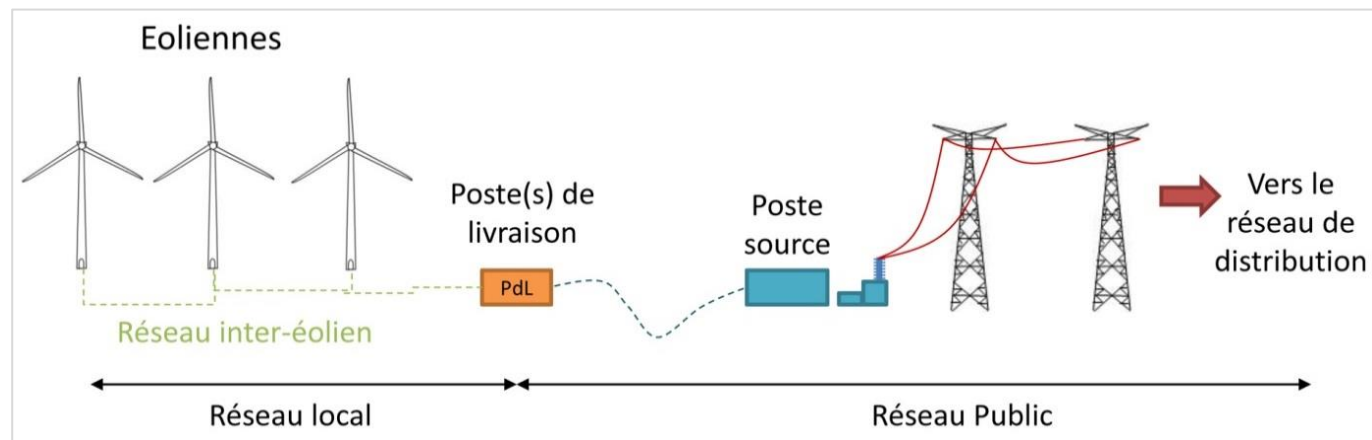 Eoliennes
Poste(s) de
livraison
PdL
Poste
source
Vers le
réseau de
distribution
Réseau inter-éolien
Réseau local
Réseau Public